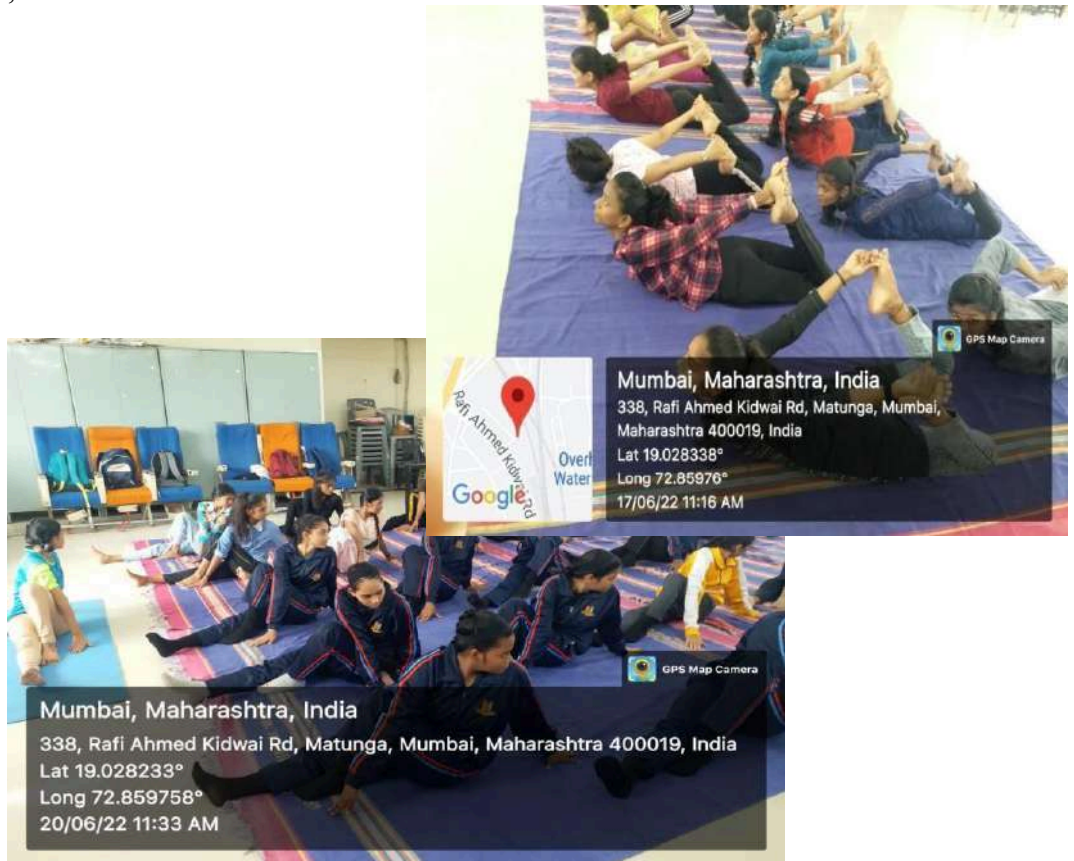 GPS Map Camera
Rafi Ahmed Kidwai Rd
Google
Mumbai, Maharashtra, India
338, Rafi Ahmed Kidwai Rd, Matunga, Mumbai,
Maharashtra 400019, India
Lat 19.028338°
Long 72.85976°
17/06/22 11:16 AM
GPS Map Camera
Mumbai, Maharashtra, India
338, Rafi Ahmed Kidwai Rd, Matunga, Mumbai, Maharashtra 400019, India
Lat 19.028233°
Long 72.859758°
20/06/22 11:33 AM